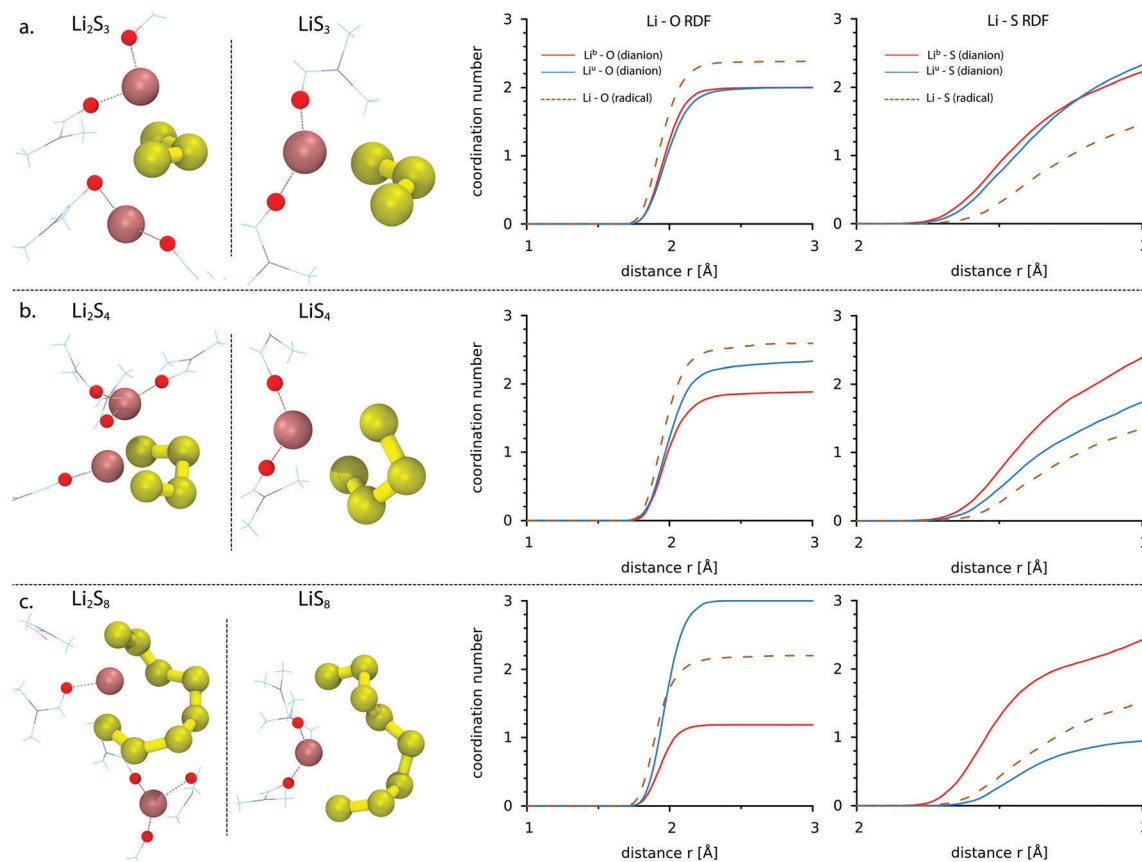 a.
Li₂S₃
LiS₃
Li - O RDF
Li - S RDF
3
2
1
0
coordination number
Liᵇ - O (dianion)
Liᵘ - O (dianion)
Li - O (radical)
1
2
3
distance r [Å]
3
2
1
0
Liᵇ - S (dianion)
Liᵘ - S (dianion)
Li - S (radical)
2
3
distance r [Å]
b.
Li₂S₄
LiS₄
3
2
1
0
coordination number
1
2
3
distance r [Å]
3
2
1
0
2
3
distance r [Å]
c.
Li₂S₈
LiS₈
3
2
1
0
coordination number
1
2
3
distance r [Å]
3
2
1
0
2
3
distance r [Å]